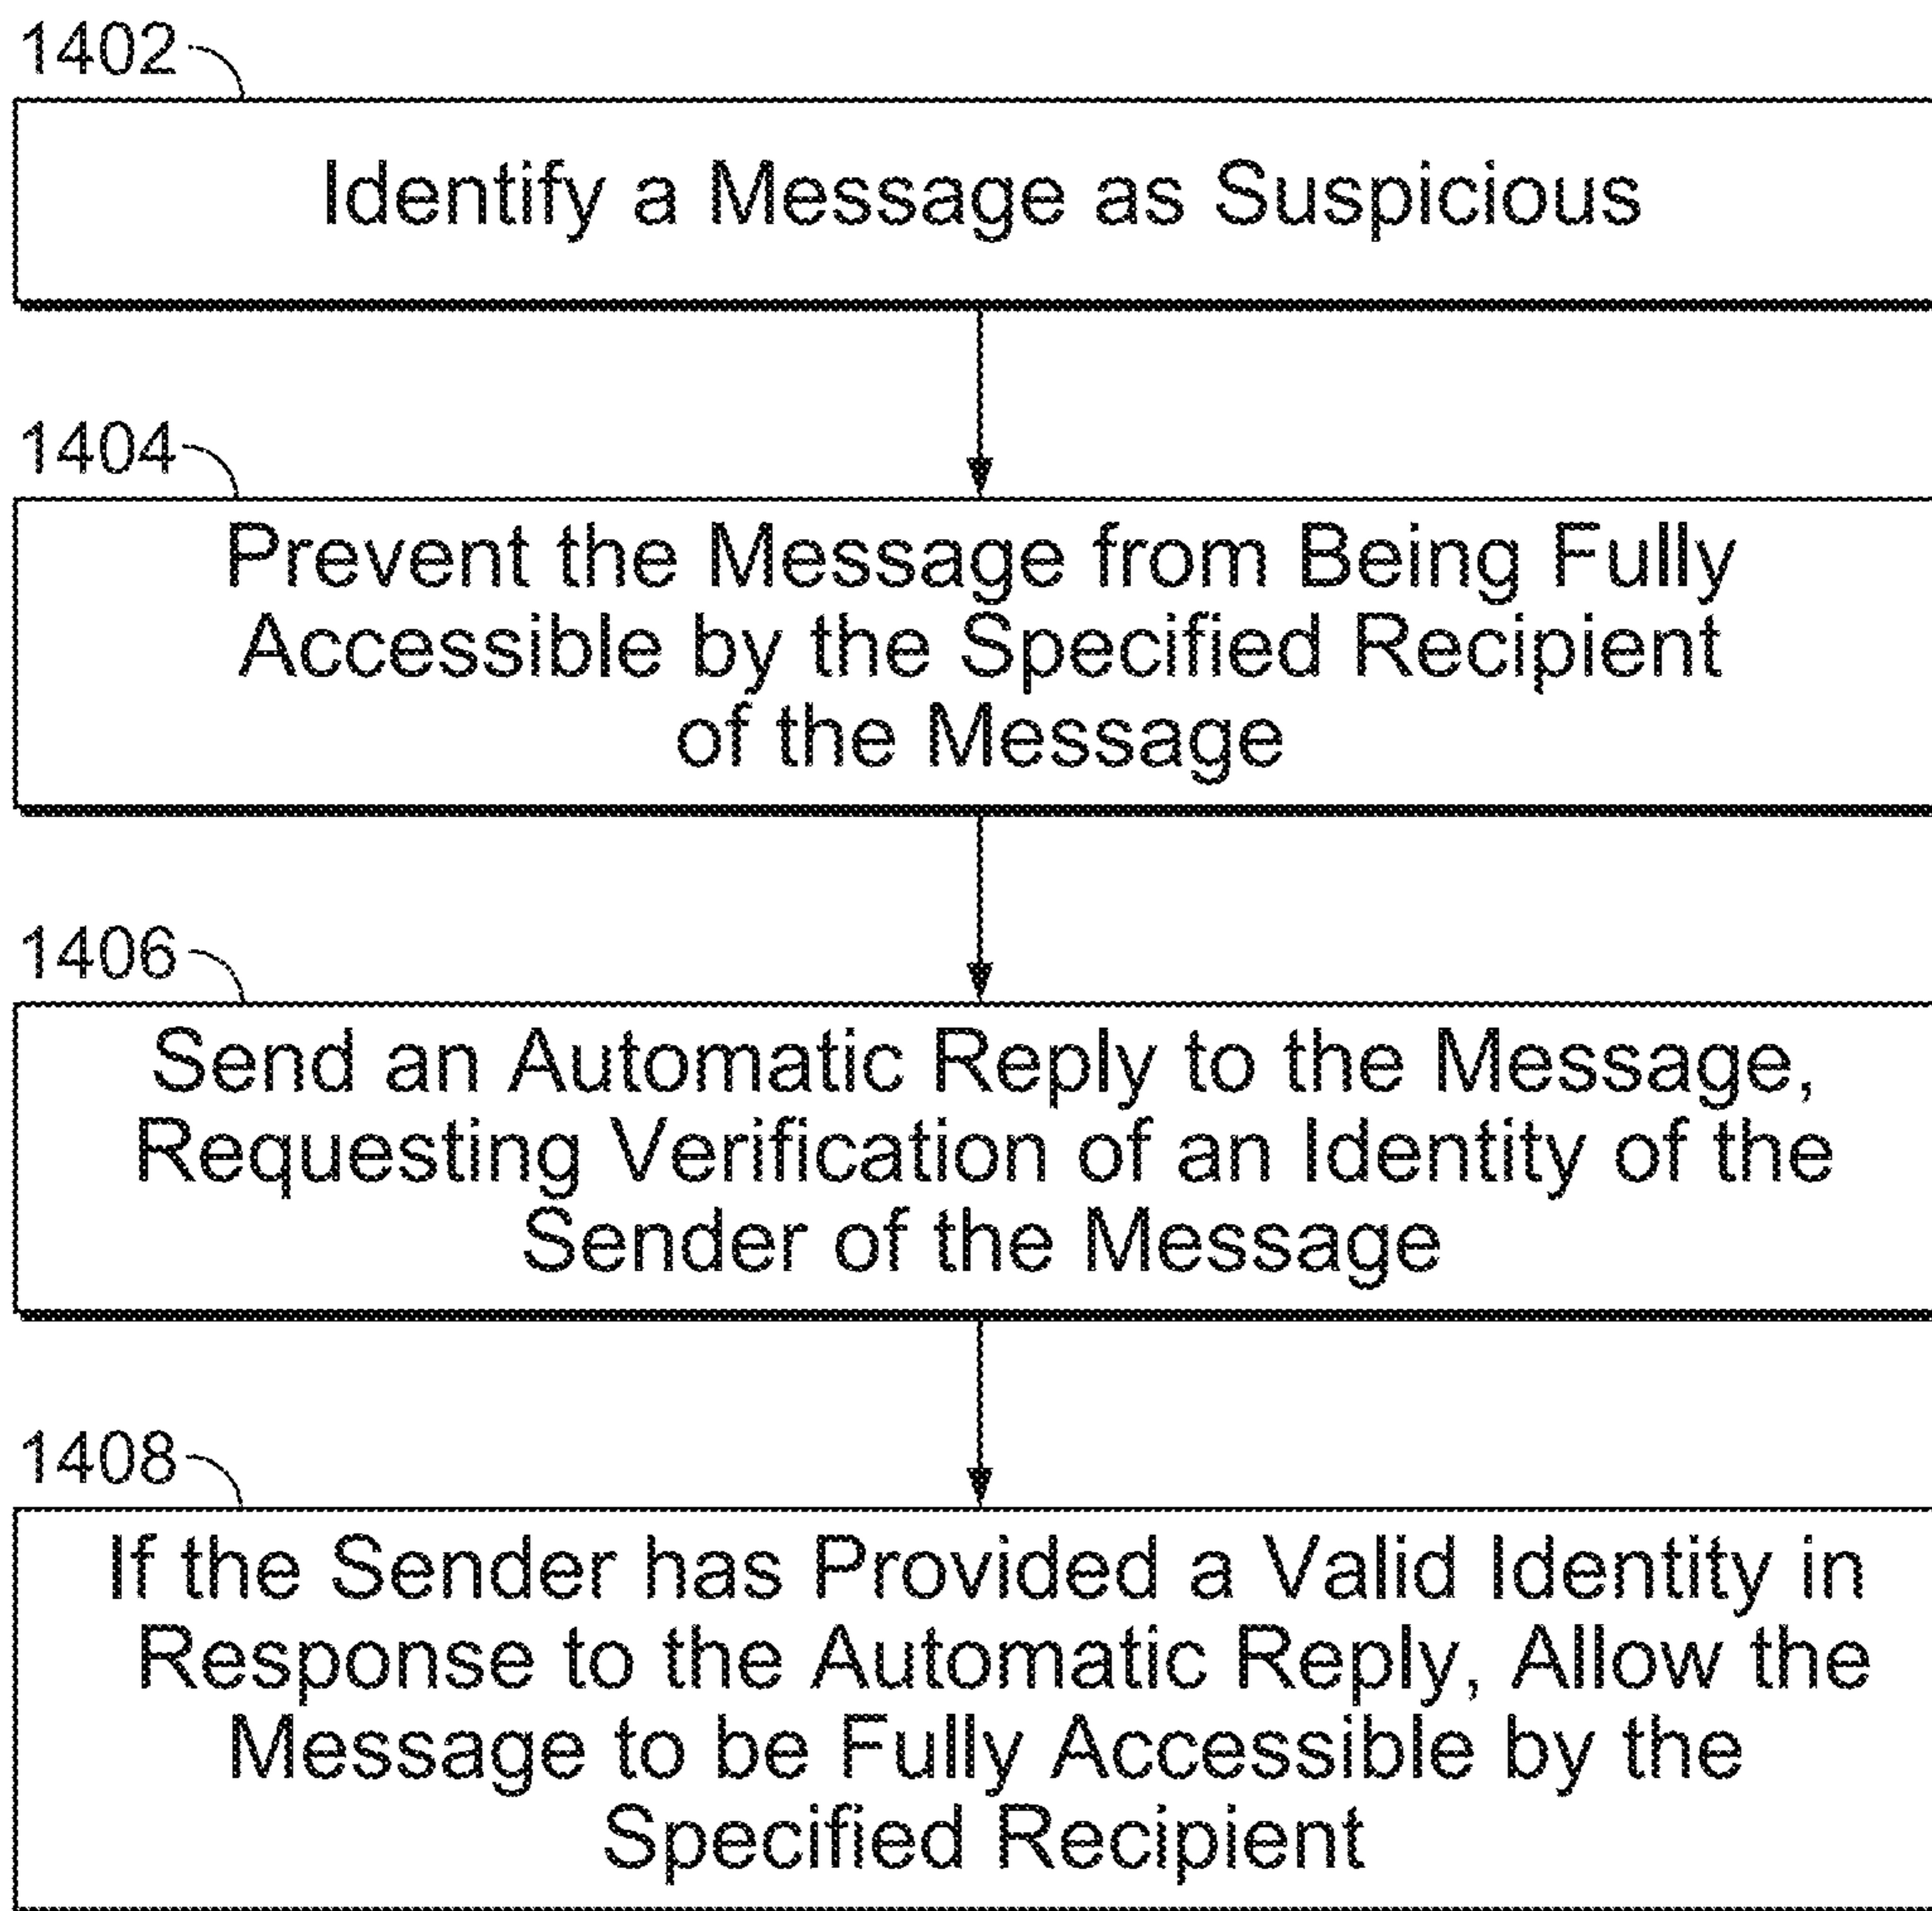 1402
Identify a Message as Suspicious
1404
Prevent the Message from Being Fully
Accessible by the Specified Recipient
of the Message
1406
Send an Automatic Reply to the Message,
Requesting Verification of an Identity of the
Sender of the Message
1408
If the Sender has Provided a Valid Identity in
Response to the Automatic Reply, Allow the
Message to be Fully Accessible by the
Specified Recipient